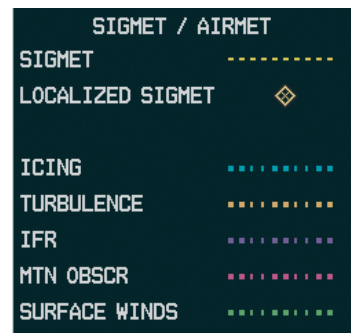 SIGMET / AIRMET
SIGMET
LOCALIZED SIGMET
ICING
TURBULENCE
IFR
MTN OBSCR
SURFACE WINDS